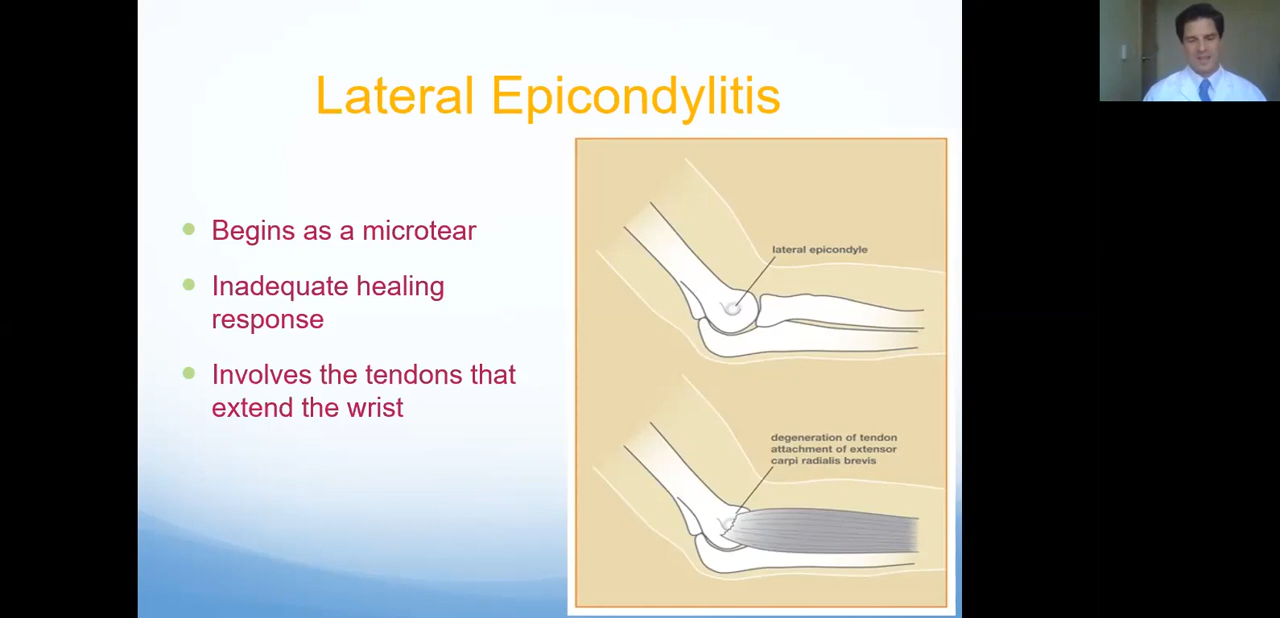 Lateral Epicondylitis
Begins as a microtear
Inadequate healing
response
Involves the tendons that
extend the wrist
lateral epicondyle
degeneration of tendon
attachment of extensor
carpi radialis brevis